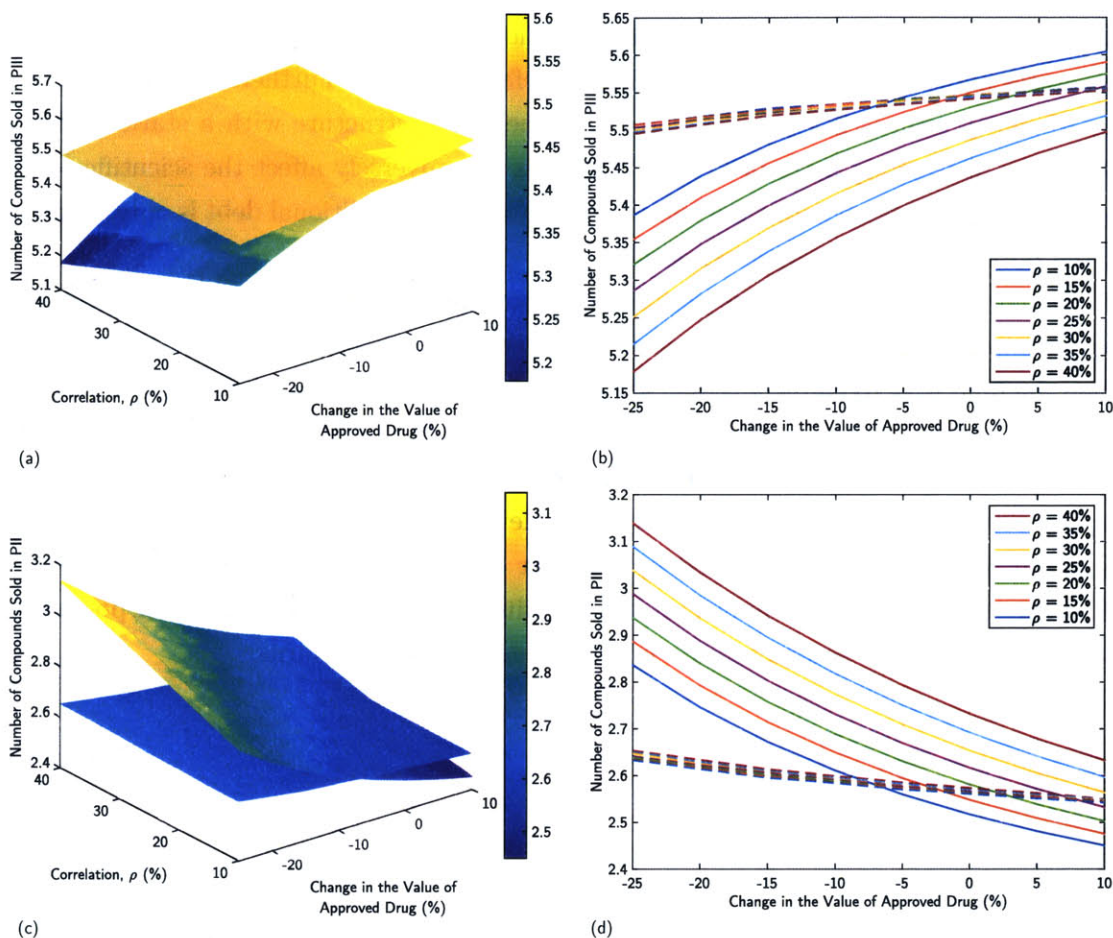 (a)
Number of Compounds Sold in PIII
5.7
5.6
5.5
5.4
5.3
5.2
5.1
40
30
20
10
Correlation, ρ (%)
-20
-10
0
10
Change in the Value of
Approved Drug (%)
5.6
5.55
5.5
5.45
5.4
5.35
5.3
5.25
5.2
(b)
Number of Compounds Sold in PIII
5.65
5.6
5.55
5.5
5.45
5.4
5.35
5.3
5.25
5.2
5.15
-25 -20 -15 -10 -5 0 5 10
Change in the Value of Approved Drug (%)
ρ = 10%
ρ = 15%
ρ = 20%
ρ = 25%
ρ = 30%
ρ = 35%
ρ = 40%
(c)
Number of Compounds Sold in PII
3.2
3
2.8
2.6
2.4
40
30
20
10
Correlation, ρ (%)
-20
-10
0
10
Change in the Value of
Approved Drug (%)
3.1
3
2.9
2.8
2.7
2.6
2.5
(d)
Number of Compounds Sold in PII
3.2
3.1
3
2.9
2.8
2.7
2.6
2.5
2.4
-25 -20 -15 -10 -5 0 5 10
Change in the Value of Approved Drug (%)
ρ = 40%
ρ = 35%
ρ = 30%
ρ = 25%
ρ = 20%
ρ = 15%
ρ = 10%